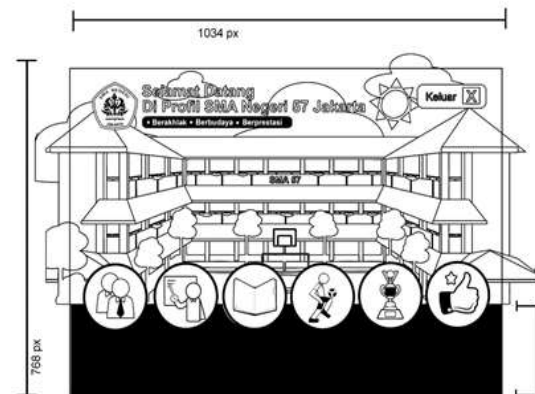 1034 px
Selamat Datang
Di Profil SMA Negeri 57 Jakarta
• Berakhlak • Berbudaya • Berprestasi
Keluar X
SMA 57
768 px